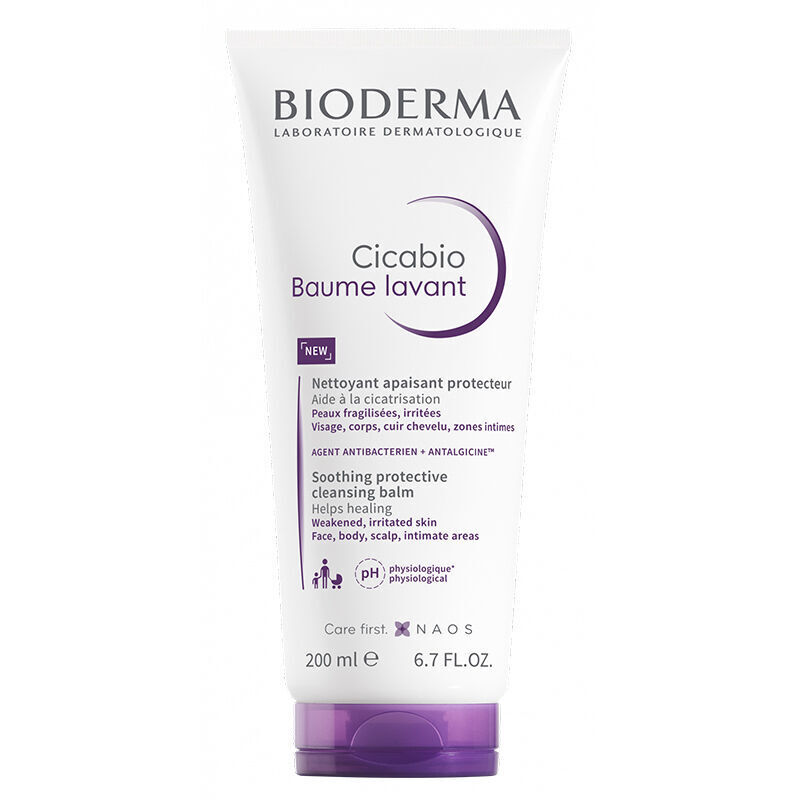 BIODERMA
LABORATOIRE DERMATOLOGIQUE
Cicabio
Baume lavant
NEW
Nettoyant apaisant protecteur
Aide à la cicatrisation
Peaux fragilisées, irritées
Visage, corps, cuir chevelu, zones intimes
AGENT ANTIBACTERIEN + ANTALGICINE™
Soothing protective
cleansing balm
Helps healing
Weakened, irritated skin
Face, body, scalp, intimate areas
pH physiologique*
physiological
Care first. NAOS
200 ml ℮ 6.7 FL.OZ.